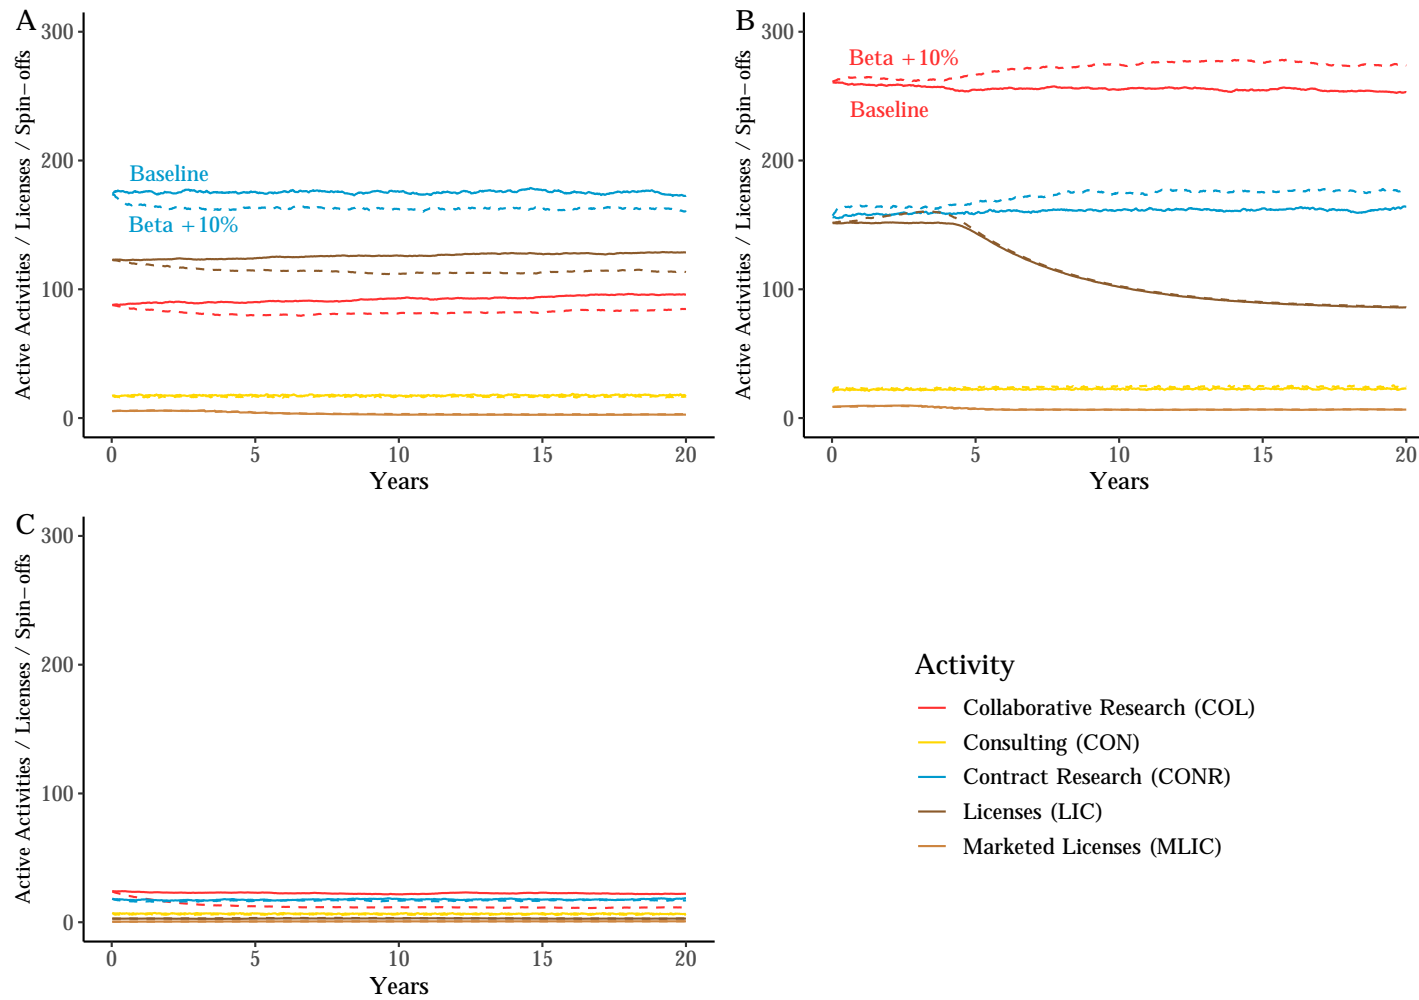 A
Active Activities / Licenses / Spin−offs
300
200
100
0
Baseline
Beta +10%
0 5 10 15 20
Years
B
Active Activities / Licenses / Spin−offs
300
200
100
0
Beta +10%
Baseline
0 5 10 15 20
Years
C
Active Activities / Licenses / Spin−offs
300
200
100
0
0 5 10 15 20
Years
Activity
Collaborative Research (COL)
Consulting (CON)
Contract Research (CONR)
Licenses (LIC)
Marketed Licenses (MLIC)